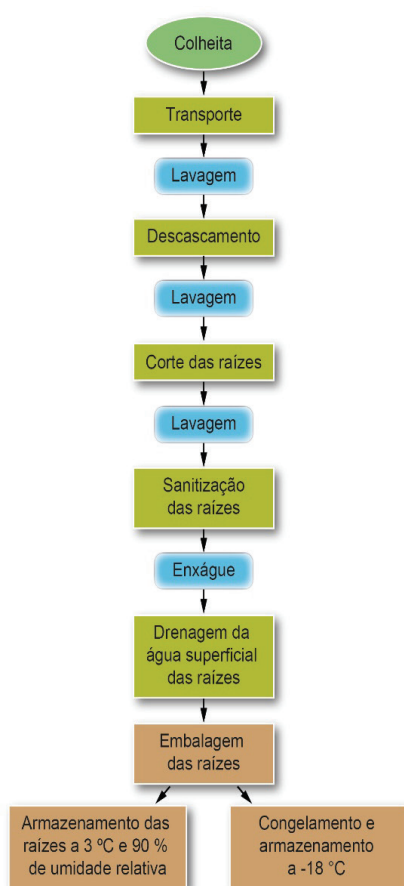 Colheita
Transporte
Lavagem
Descascamento
Lavagem
Corte das raízes
Lavagem
Sanitização
das raízes
Enxágue
Drenagem da
água superficial
das raízes
Embalagem
das raízes
Armazenamento das
raízes a 3 ºC e 90 %
de umidade relativa
Congelamento e
armazenamento
a -18 °C